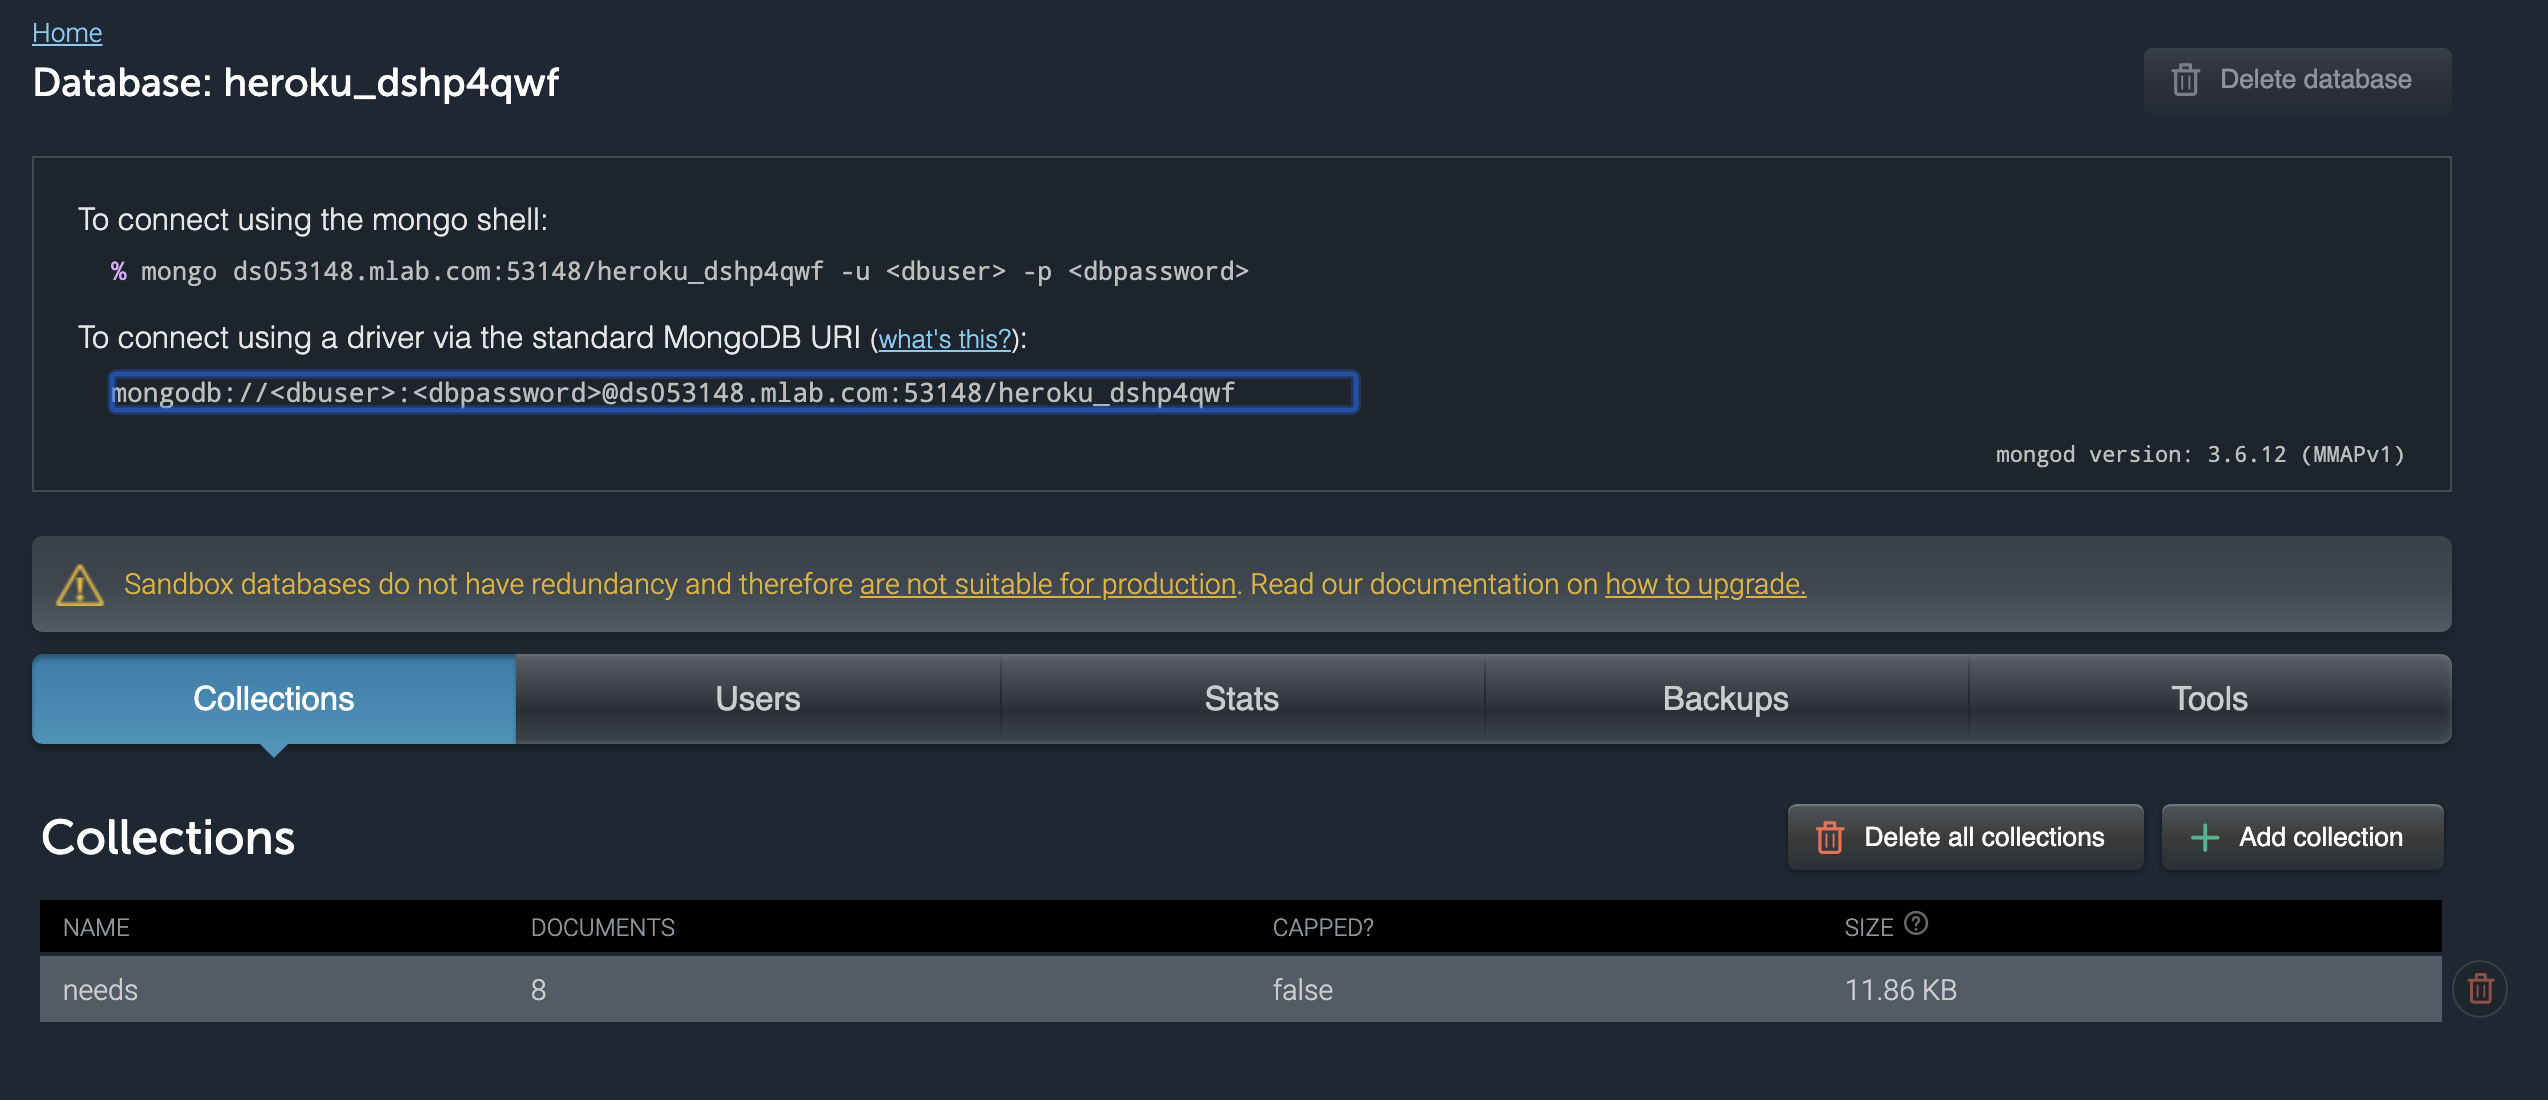 Home
Database: heroku_dshp4qwf
Delete database
To connect using the mongo shell:
% mongo ds053148.mlab.com:53148/heroku_dshp4qwf -u <dbuser> -p <dbpassword>
To connect using a driver via the standard MongoDB URI (what's this?):
mongodb://<dbuser>:<dbpassword>@ds053148.mlab.com:53148/heroku_dshp4qwf
mongod version: 3.6.12 (MMAPv1)
Sandbox databases do not have redundancy and therefore are not suitable for production. Read our documentation on how to upgrade.
Collections Users Stats Backups Tools
Collections
Delete all collections
Add collection
NAME DOCUMENTS CAPPED? SIZE ?
needs 8 false 11.86 KB